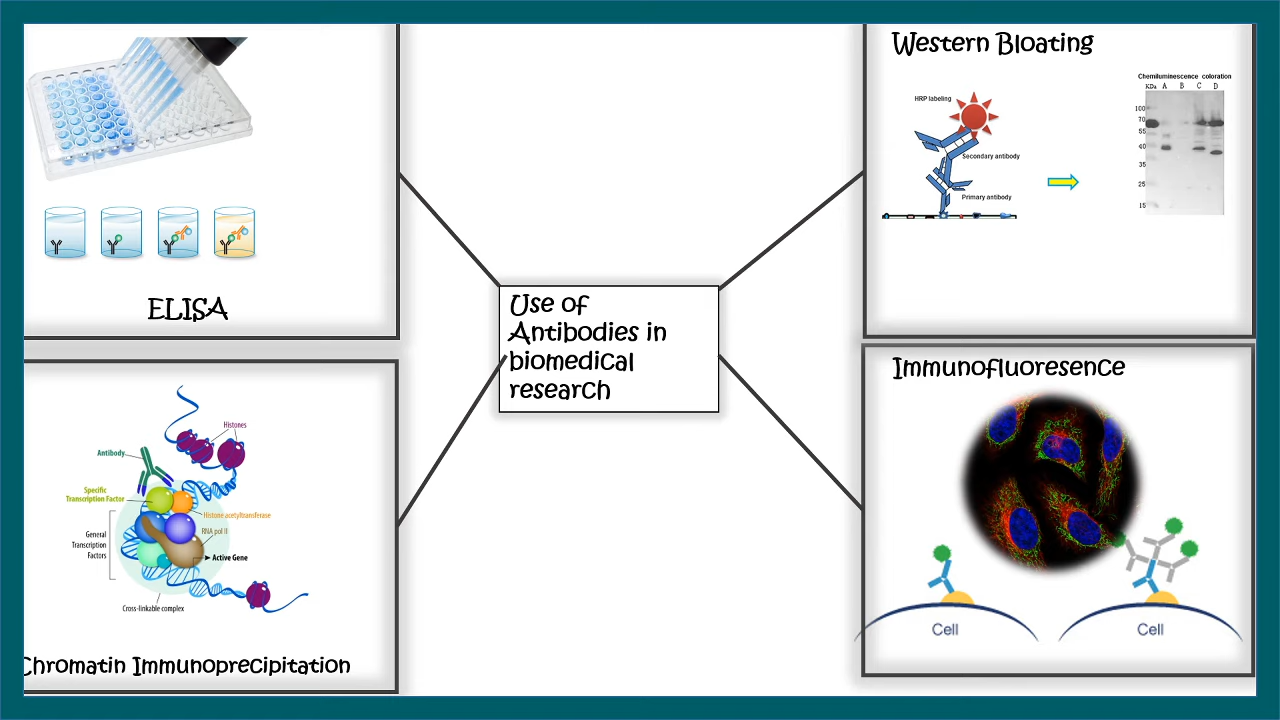 ELISA
Western Bloating
HRP labeling
Secondary antibody
Primary antibody
Chemiluminescence coloration
KDa A B C D
100
70
55
40
35
25
15
Use of
Antibodies in
biomedical
research
Histones
Antibody
Specific
Transcription Factor
Histone acetyltransferase
RNA pol II
General
Transcription
Factors
Active Gene
Cross-linkable complex
Chromatin Immunoprecipitation
Immunofluoresence
Cell
Cell